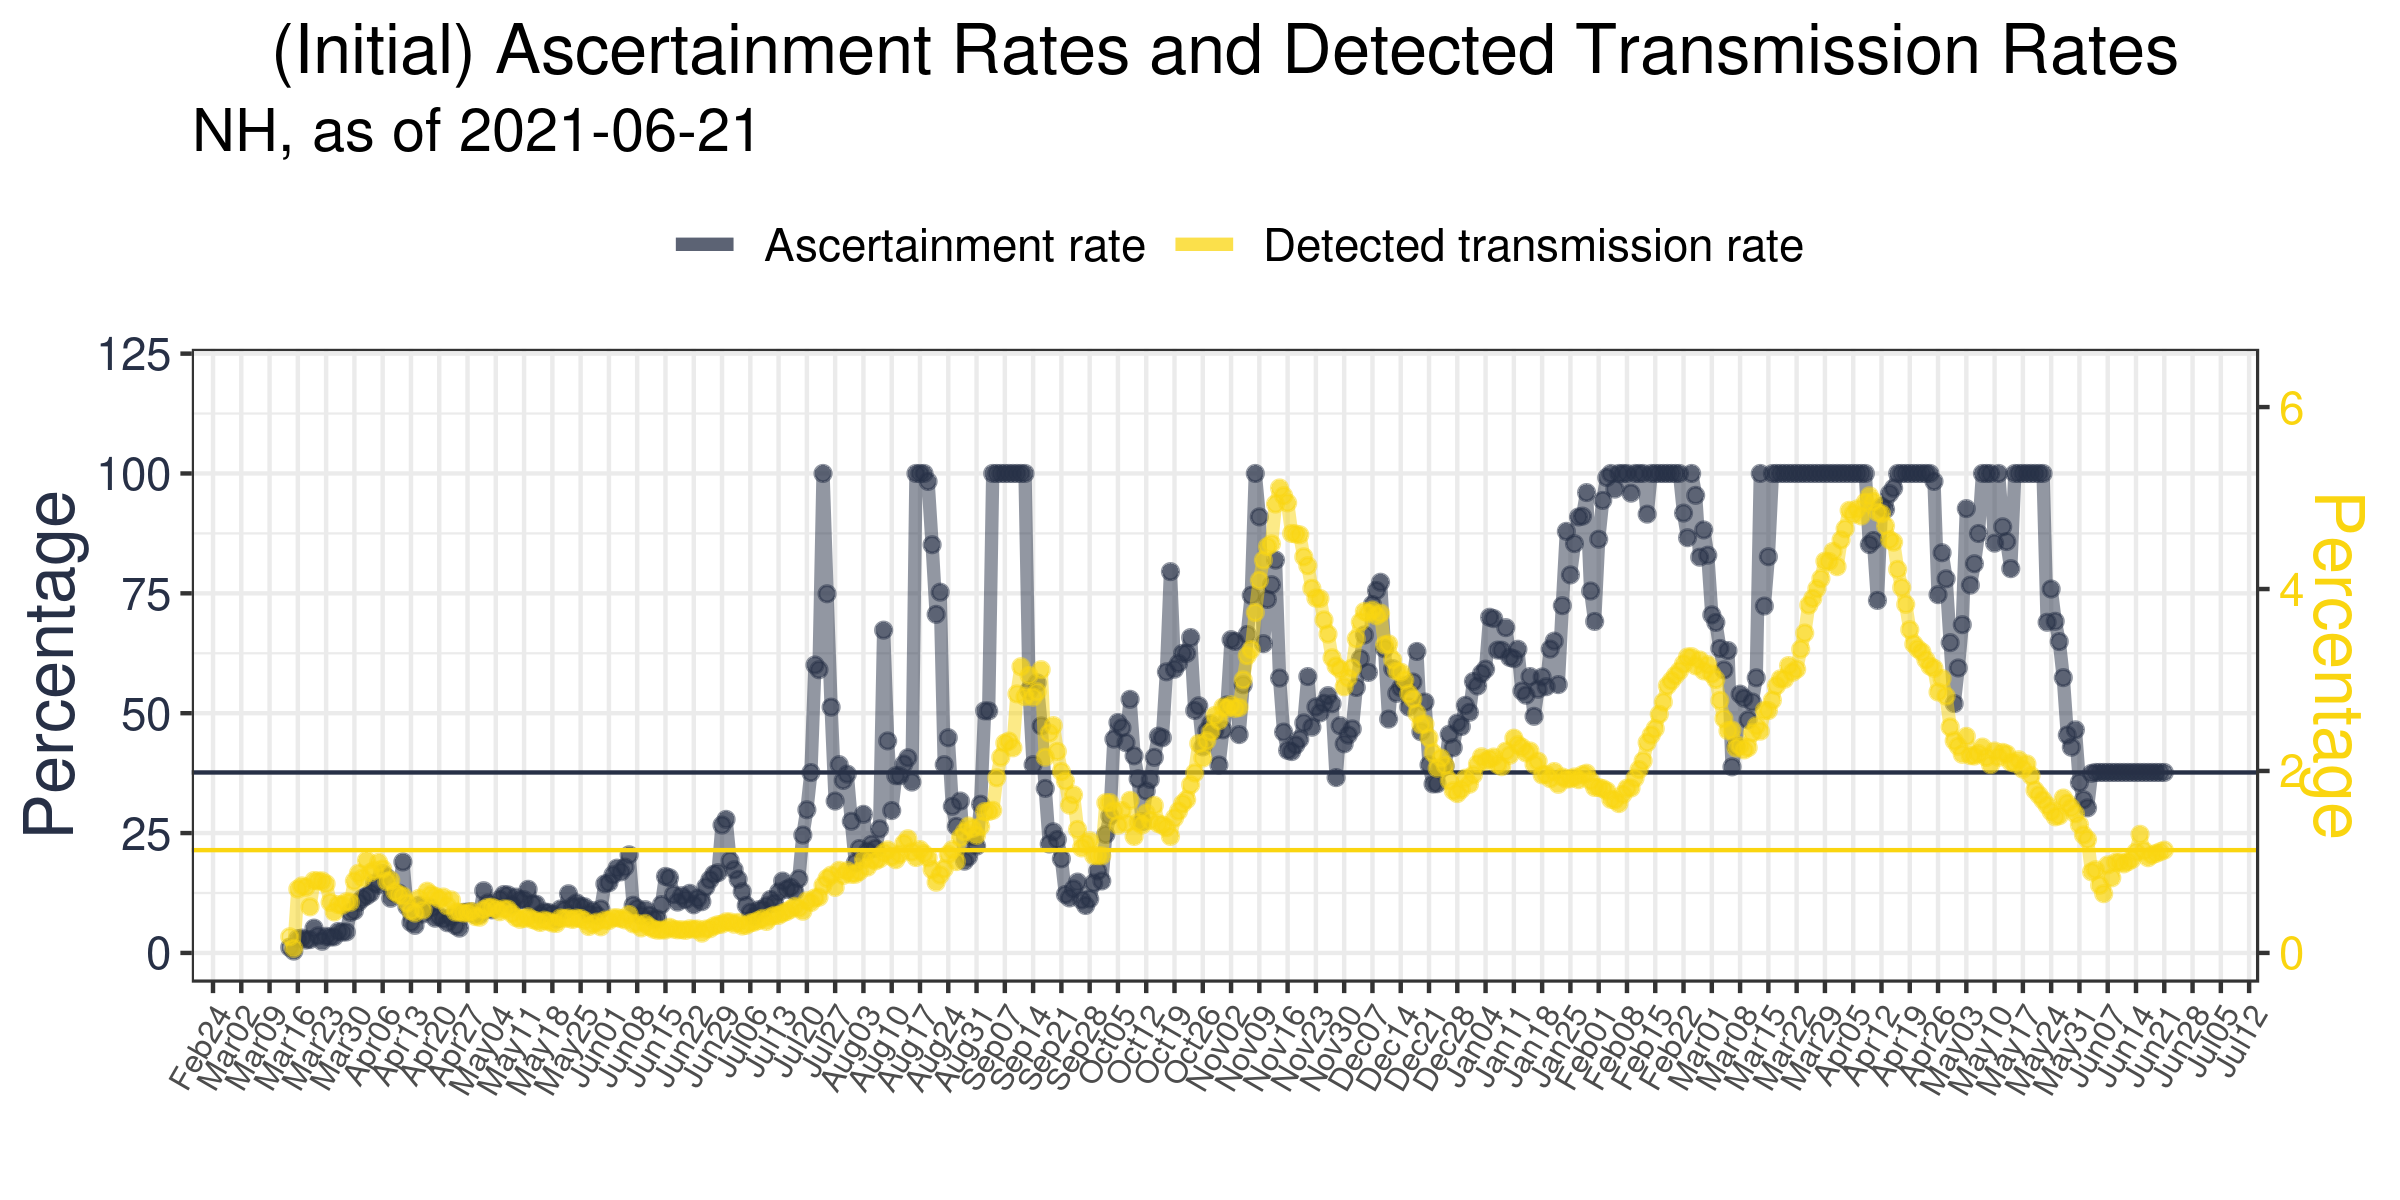 (Initial) Ascertainment Rates and Detected Transmission Rates
NH, as of 2021-06-21
Ascertainment rate
Detected transmission rate
Percentage
125
100
75
50
25
0
6
4
2
0
Percentage
Feb24
Mar02
Mar09
Mar16
Mar23
Mar30
Apr06
Apr13
Apr20
Apr27
May04
May11
May18
May25
Jun01
Jun08
Jun15
Jun22
Jun29
Jul06
Jul13
Jul20
Jul27
Aug03
Aug10
Aug17
Aug24
Aug31
Sep07
Sep14
Sep21
Sep28
Oct05
Oct12
Oct19
Oct26
Nov02
Nov09
Nov16
Nov23
Nov30
Dec07
Dec14
Dec21
Dec28
Jan04
Jan11
Jan18
Jan25
Feb01
Feb08
Feb15
Feb22
Mar01
Mar08
Mar15
Mar22
Mar29
Apr05
Apr12
Apr19
Apr26
May03
May10
May17
May24
May31
Jun07
Jun14
Jun21
Jun28
Jul05
Jul12